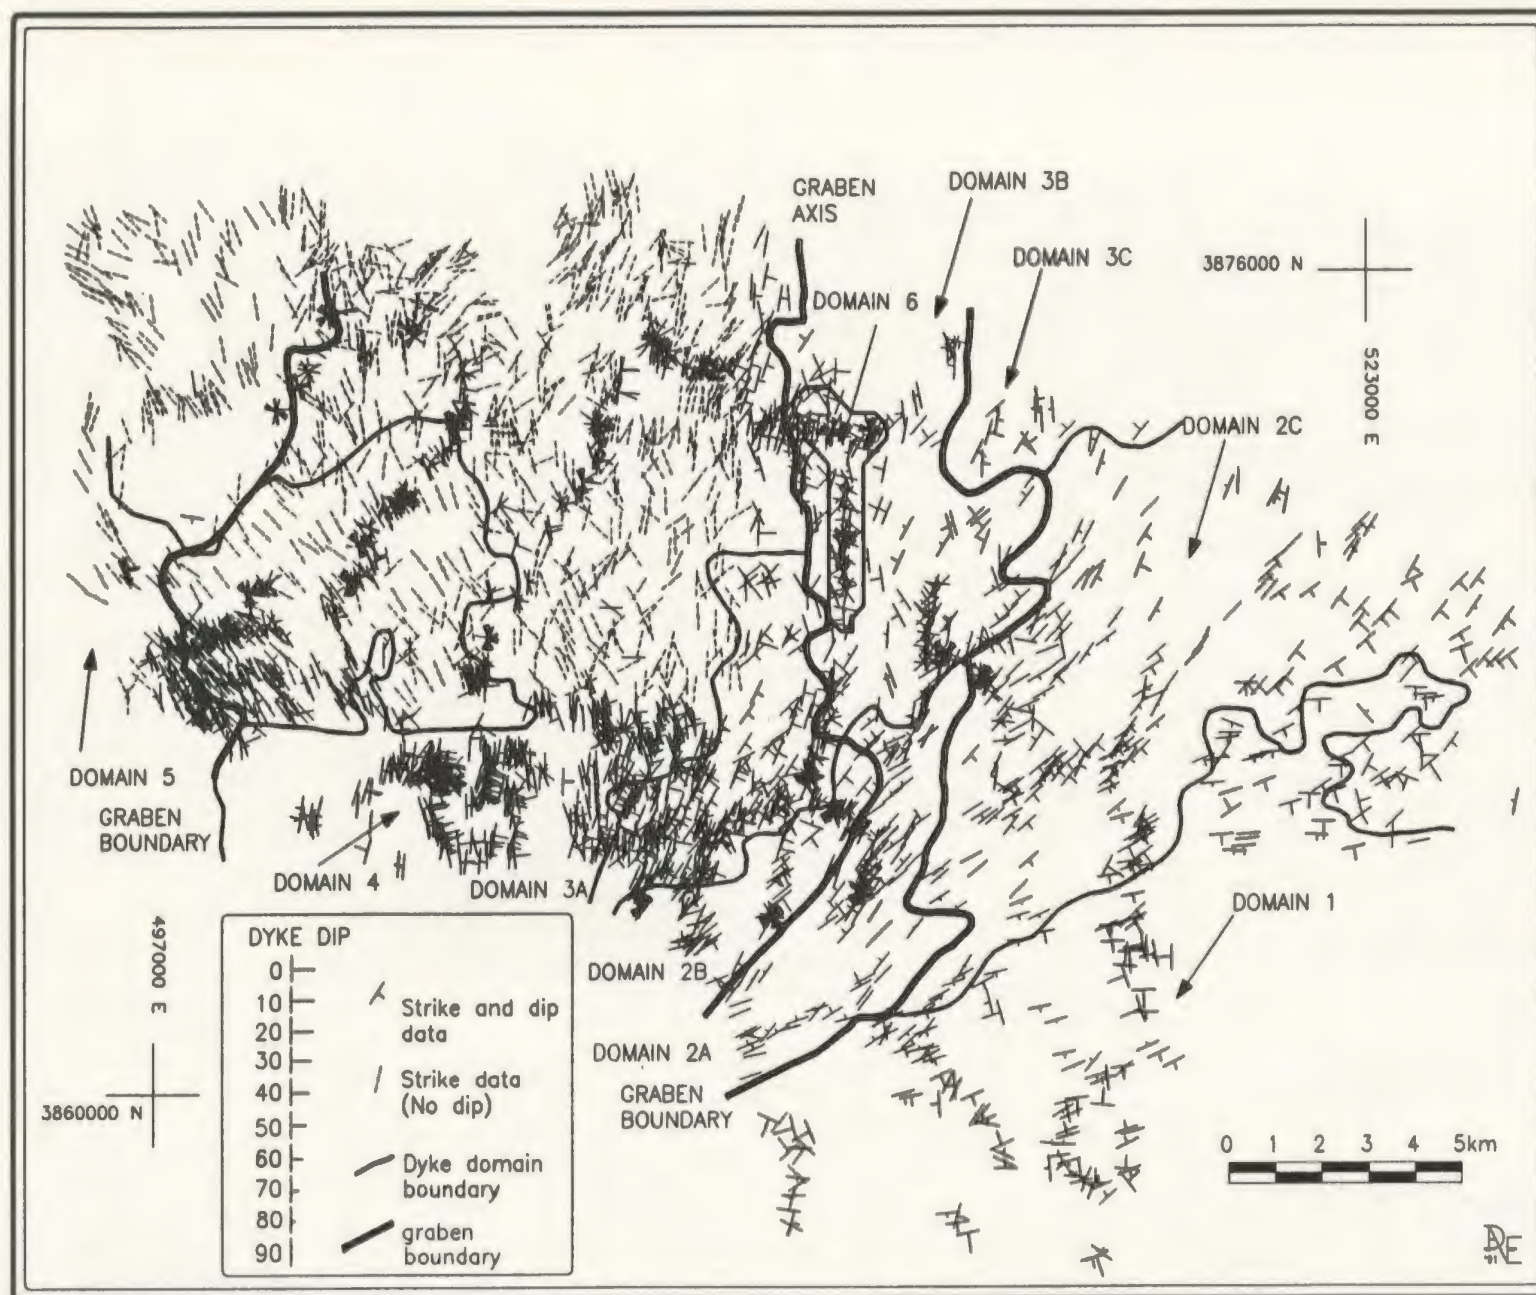 GRABEN
AXIS
DOMAIN 3B
DOMAIN 3C
DOMAIN 6
3876000 N
523000 E
DOMAIN 2C
DOMAIN 5
GRABEN
BOUNDARY
DOMAIN 4
DOMAIN 3A
DOMAIN 1
497000 E
3860000 N
DOMAIN 2B
DOMAIN 2A
GRABEN
BOUNDARY
DYKE DIP
0
10
20
30
40
50
60
70
80
90
Strike and dip
data
Strike data
(No dip)
Dyke domain
boundary
graben
boundary
0 1 2 3 4 5km